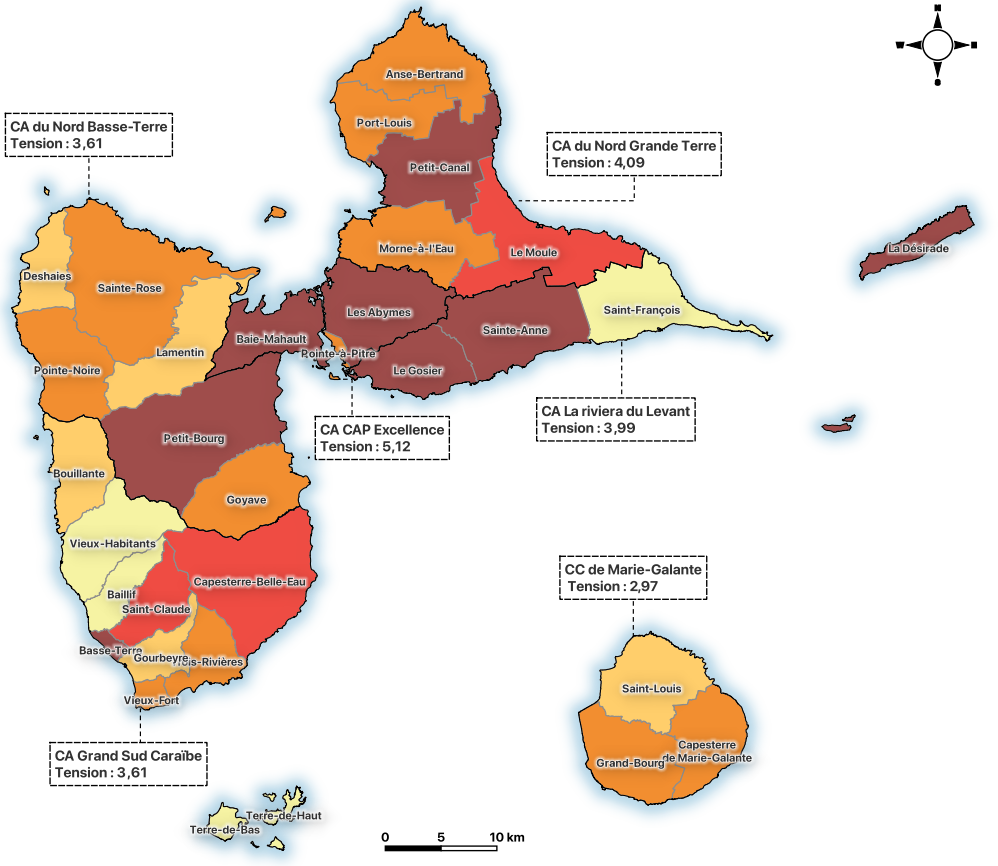 N
W
E
S
Anse-Bertrand
Port-Louis
CA du Nord Basse-Terre
Tension : 3,61
CA du Nord Grande Terre
Tension : 4,09
Petit-Canal
Morne-à-l'Eau
Le Moule
La Désirade
Deshaies
Sainte-Rose
Les Abymes
Saint-François
Sainte-Anne
Baie-Mahault
Lamentin
Pointe-à-Pitre
Pointe-Noire
Le Gosier
CA La riviera du Levant
Tension : 3,99
CA CAP Excellence
Tension : 5,12
Petit-Bourg
Bouillante
Goyave
Vieux-Habitants
CC de Marie-Galante
Tension : 2,97
Capesterre-Belle-Eau
Baillif
Saint-Claude
Basse-Terre
Gourbeyre
Rivières
Vieux-Fort
Saint-Louis
Capesterre
de Marie-Galante
Grand-Bourg
CA Grand Sud Caraïbe
Tension : 3,61
Terre-de-Haut
Terre-de-Bas
0 5 10 km